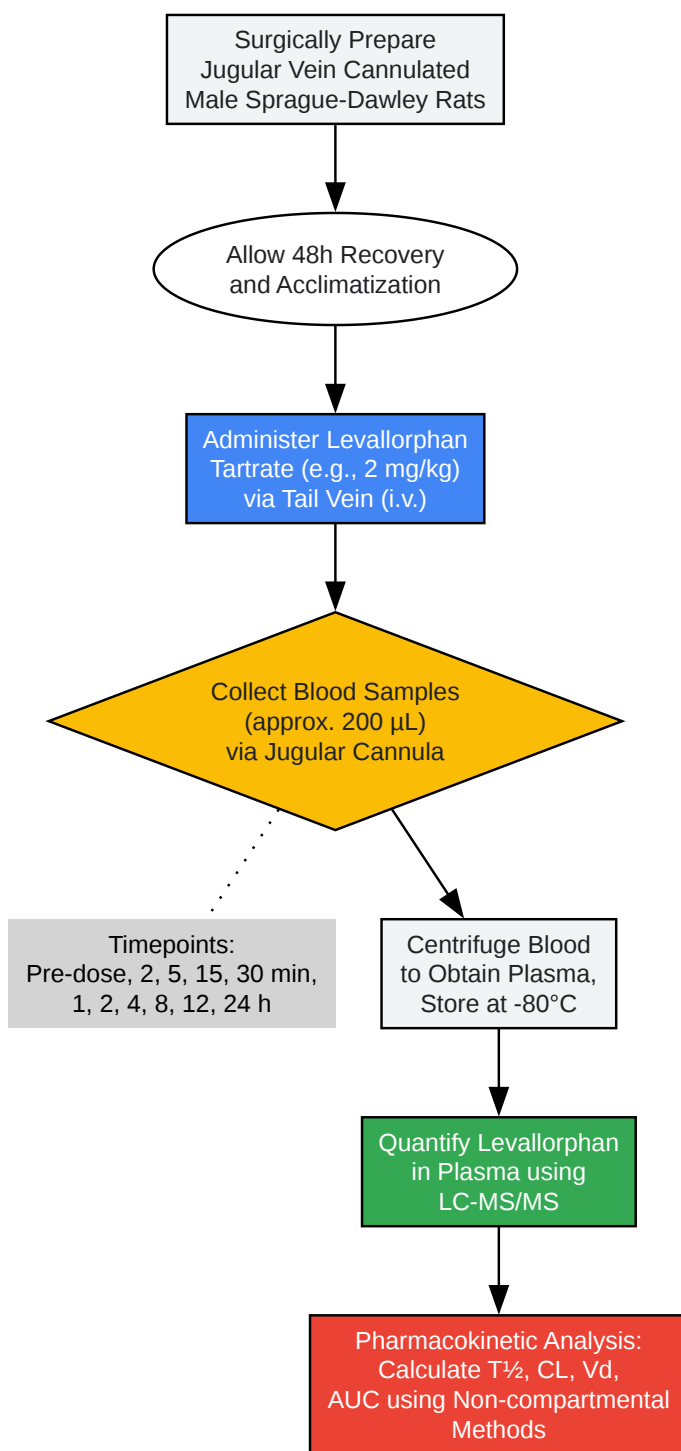 Surgically Prepare
Jugular Vein Cannulated
Male Sprague-Dawley Rats
Allow 48h Recovery
and Acclimatization
Administer Levallorphan
Tartrate (e.g., 2 mg/kg)
via Tail Vein (i.v.)
Collect Blood Samples
(approx. 200 µL)
via Jugular Cannula
Timepoints:
Pre-dose, 2, 5, 15, 30 min,
1, 2, 4, 8, 12, 24 h
Centrifuge Blood
to Obtain Plasma,
Store at -80°C
Quantify Levallorphan
in Plasma using
LC-MS/MS
Pharmacokinetic Analysis:
Calculate T½, CL, Vd,
AUC using Non-compartmental
Methods